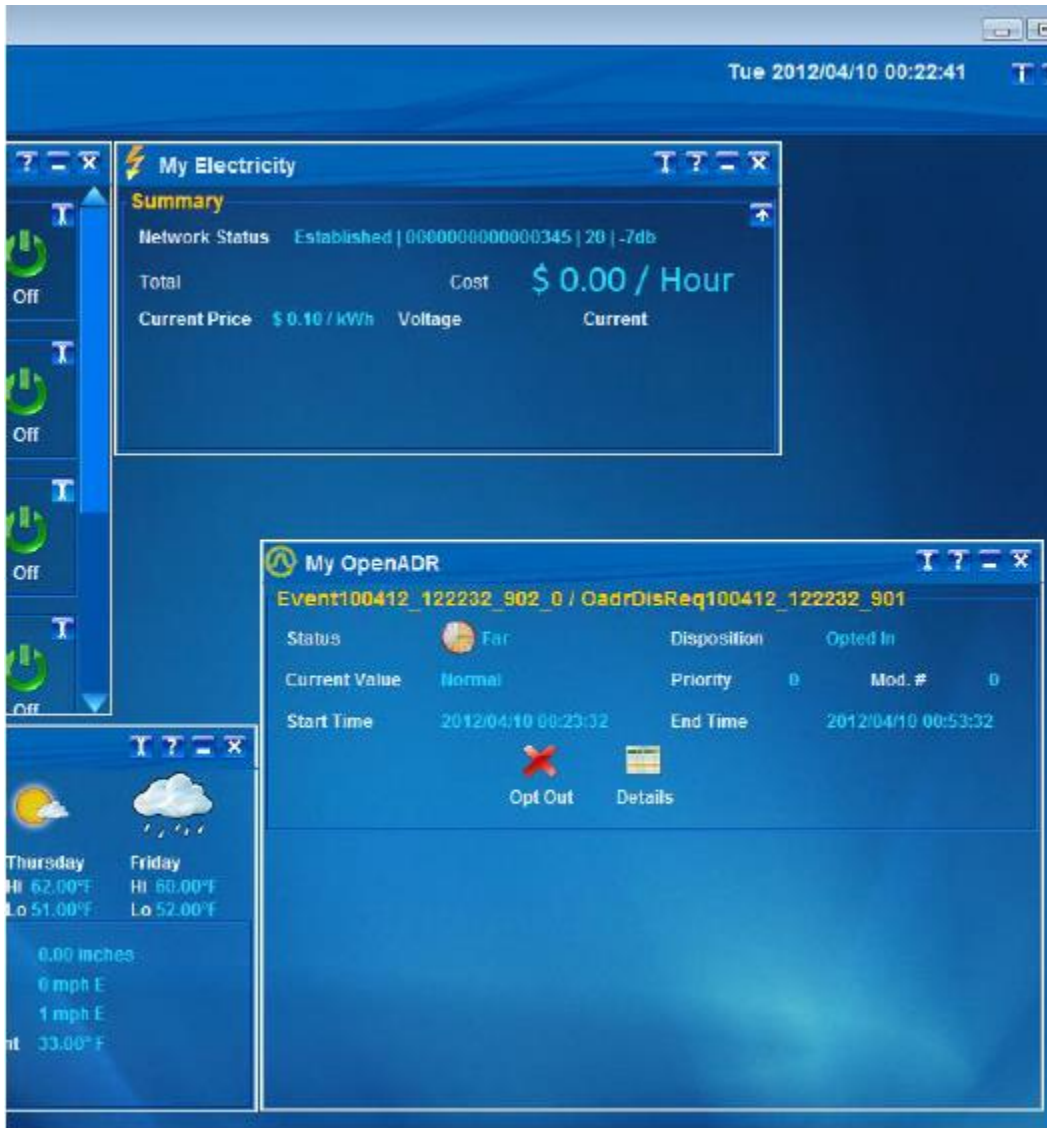 Tue 2012/04/10 00:22:41
My Electricity
Summary
Network Status Established | 0000000000000345 | 20 | -7db
Total Cost $ 0.00 / Hour
Current Price $ 0.10 / kWh Voltage Current
Off
Off
Off
Off
My OpenADR
Event100412_122232_902_0 / OadrDisReq100412_122232_901
Status Far Disposition Opted In
Current Value Normal Priority 0 Mod. # 0
Start Time 2012/04/10 00:23:32 End Time 2012/04/10 00:53:32
Opt Out Details
Thursday Friday
Hi 62.00°F Hi 60.00°F
Lo 51.00°F Lo 52.00°F
0.00 inches
0 mph E
1 mph E
nt 33.00° F